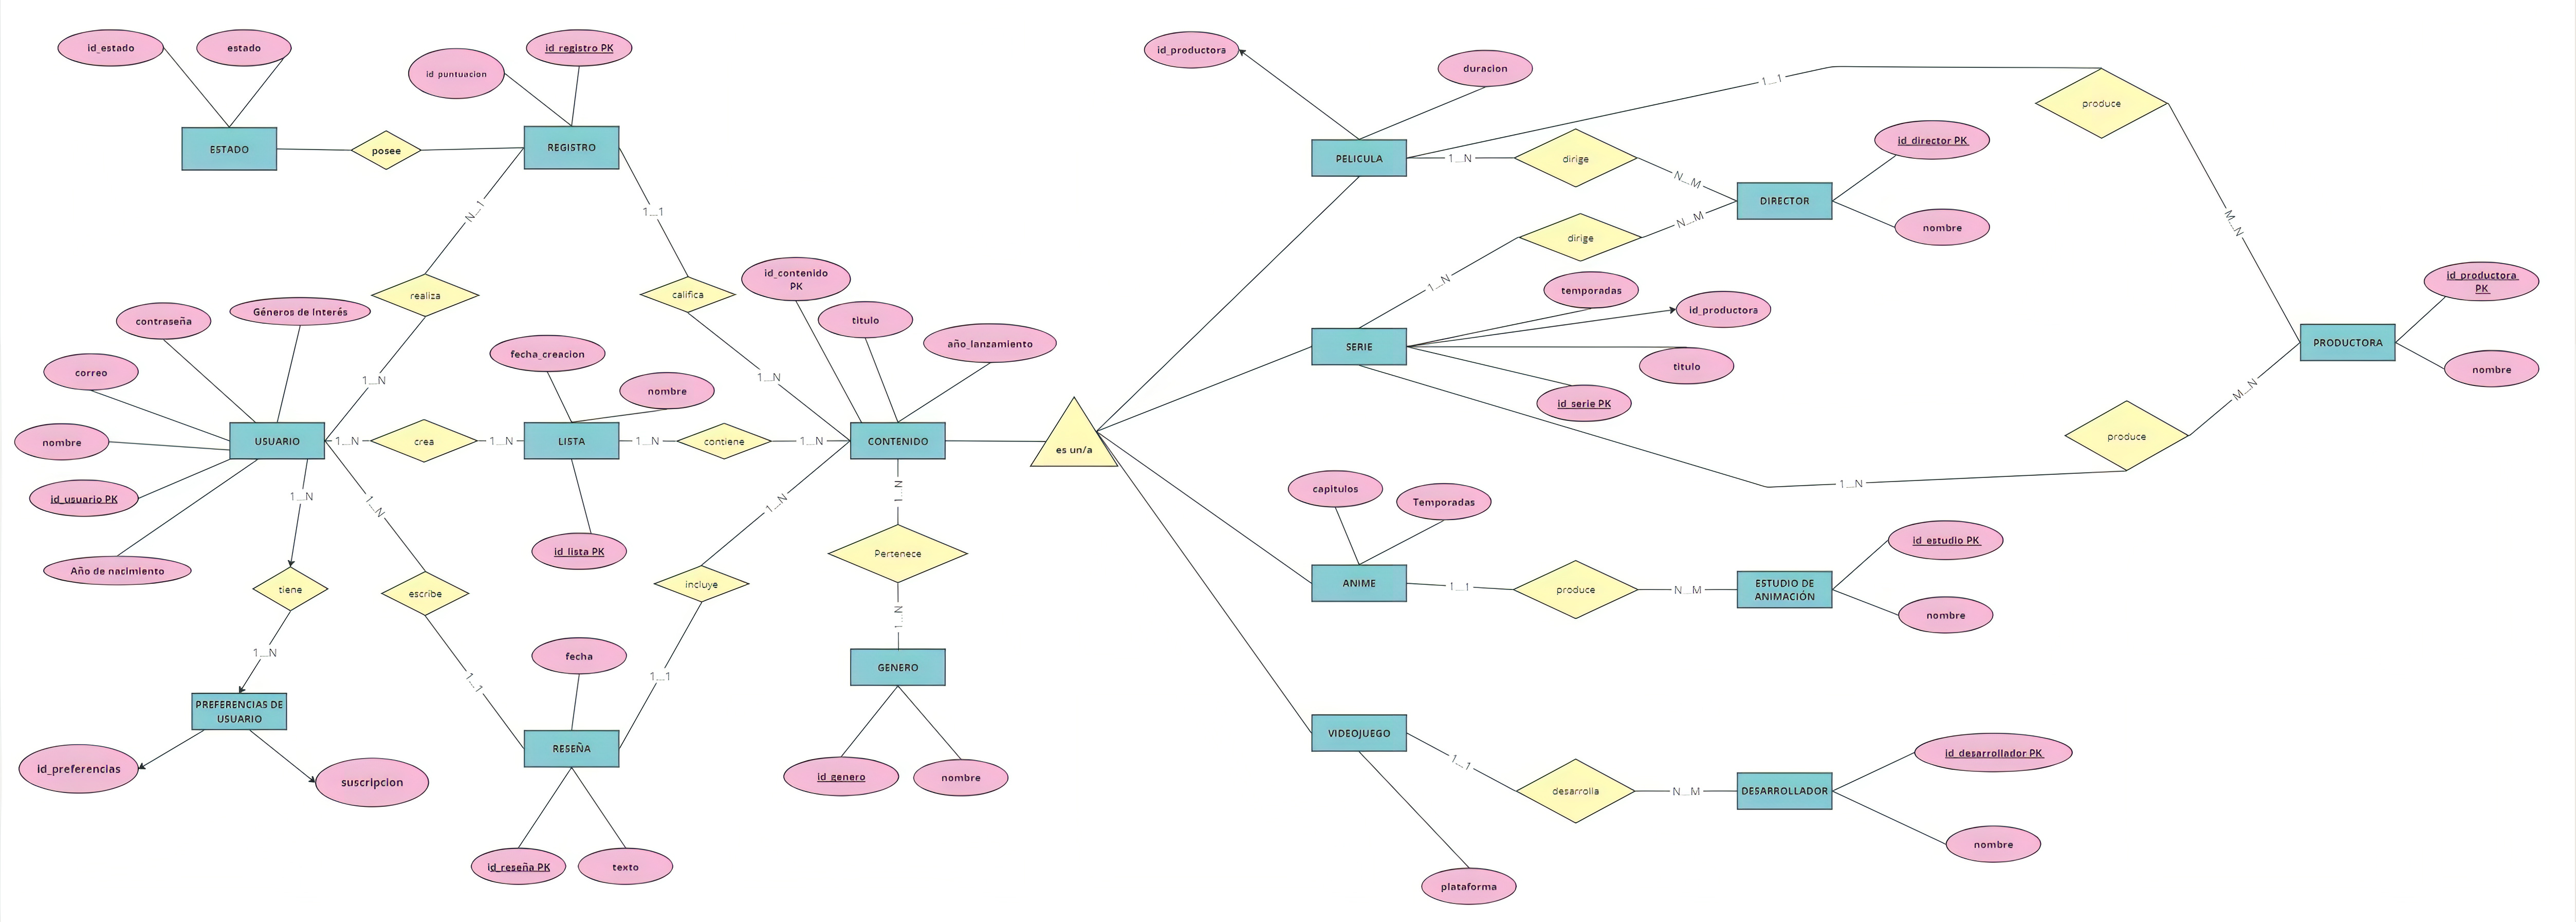 id_estado
estado
id_puntuacion
id_registro PK
ESTADO
posee
REGISTRO
N...1
1...1
realiza
califica
contraseña
Géneros de Interés
correo
nombre
id_usuario PK
Año de nacimiento
USUARIO
1...N
1...N
crea
1...N
fecha_creacion
nombre
LISTA
id_lista PK
1...N
contiene
1...N
1...N
id_contenido
PK
titulo
año_lanzamiento
CONTENIDO
es un/a
1...N
tiene
1...N
PREFERENCIAS DE
USUARIO
id_preferencias
suscripcion
1...N
escribe
1...1
fecha
RESEÑA
id_reseña PK
texto
1...N
incluye
1...1
1...N
Pertenece
1...N
GENERO
id_genero
nombre
id_productora
duracion
PELICULA
1...1
produce
M...N
1...N
dirige
N...M
DIRECTOR
id_director PK
nombre
1...N
dirige
N...M
SERIE
temporadas
id_productora
titulo
id_serie PK
1...N
produce
M...N
PRODUCTORA
id_productora
PK
nombre
capitulos
Temporadas
ANIME
1...1
produce
N...M
ESTUDIO DE
ANIMACIÓN
id_estudio PK
nombre
VIDEOJUEGO
1...1
desarrolla
N...M
DESARROLLADOR
id_desarrollador PK
nombre
plataforma